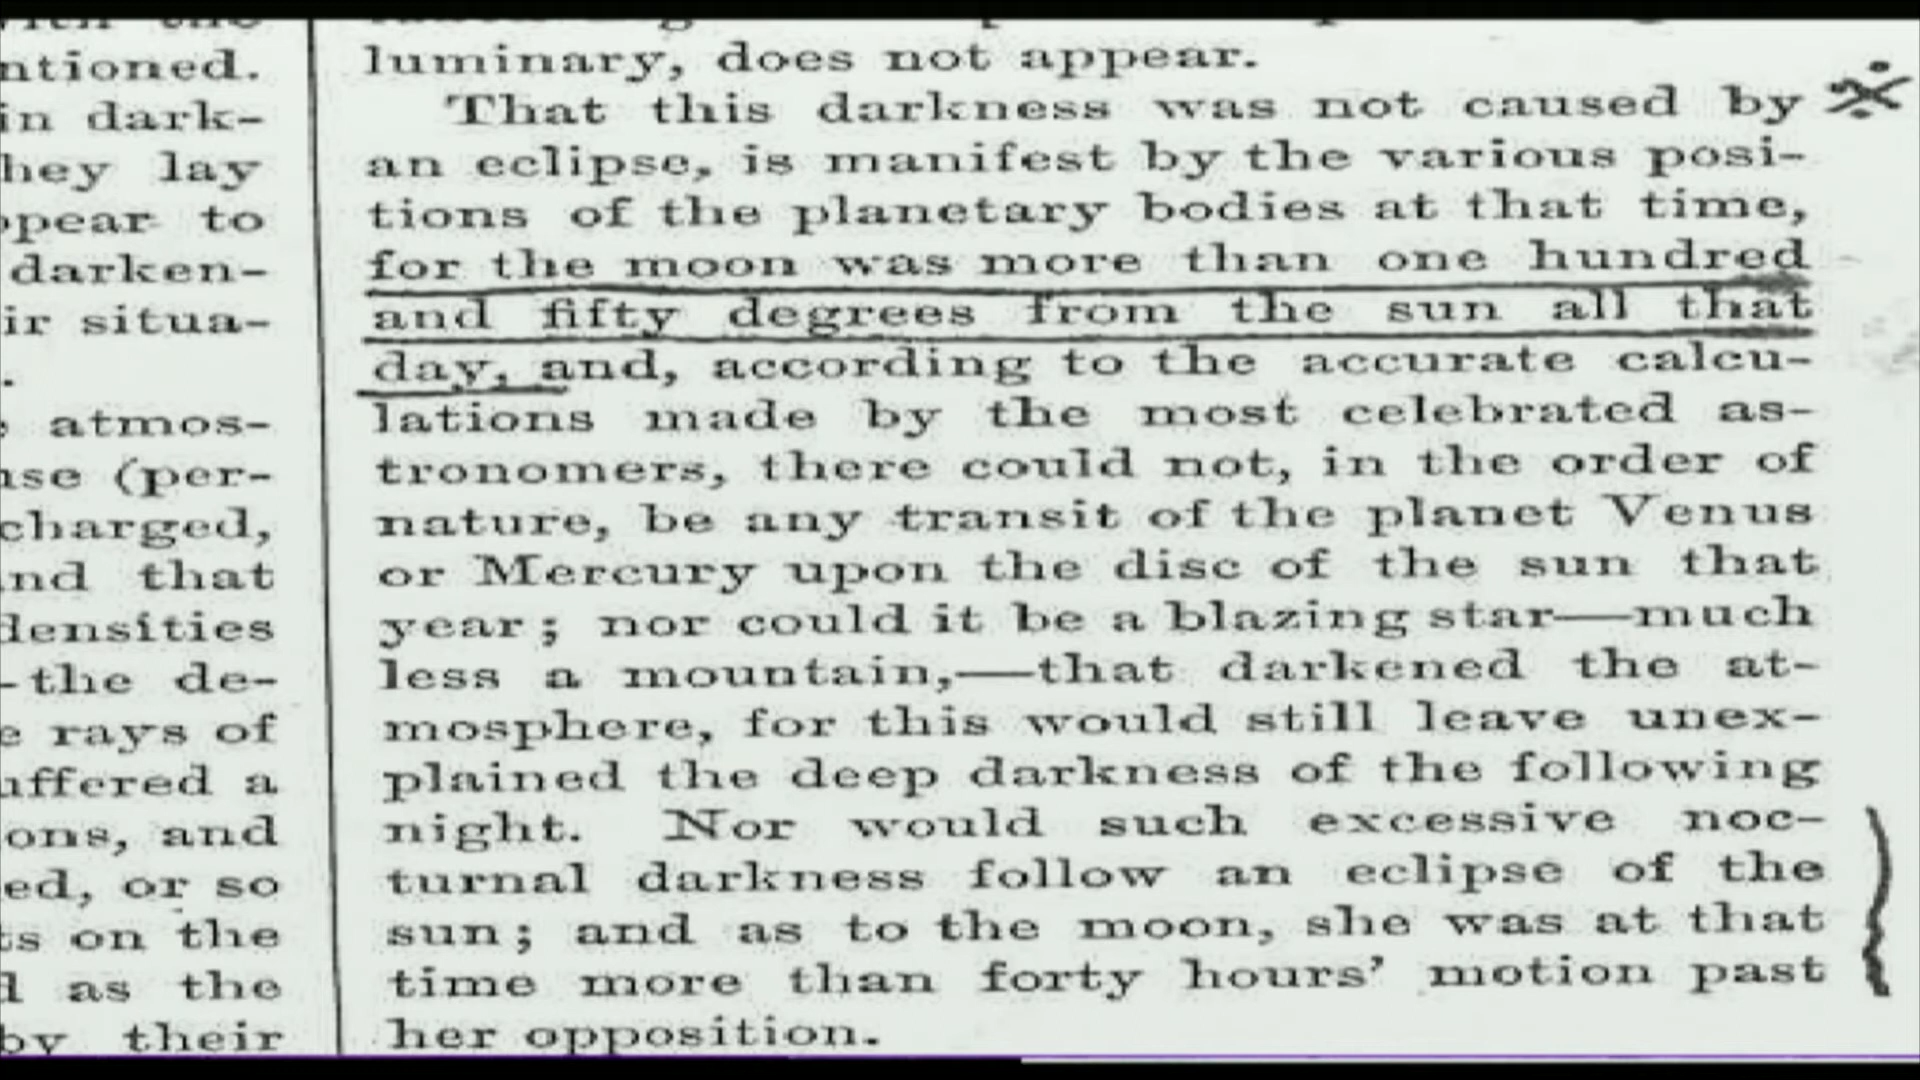 ntioned.
in dark-
hey lay
ppear to
darken-
ir situa-
.
atmos-
use (per-
charged,
and that
densities
-the de-
e rays of
uffered a
ons, and
ed, or so
ts on the
d as the
by their
luminary, does not appear.
That this darkness was not caused by
an eclipse, is manifest by the various posi-
tions of the planetary bodies at that time,
for the moon was more than one hundred
and fifty degrees from the sun all that
day, and, according to the accurate calcu-
lations made by the most celebrated as-
tronomers, there could not, in the order of
nature, be any transit of the planet Venus
or Mercury upon the disc of the sun that
year; nor could it be a blazing star—much
less a mountain,—that darkened the at-
mosphere, for this would still leave unex-
plained the deep darkness of the following
night. Nor would such excessive noc-
turnal darkness follow an eclipse of the
sun; and as to the moon, she was at that
time more than forty hours' motion past
her opposition.